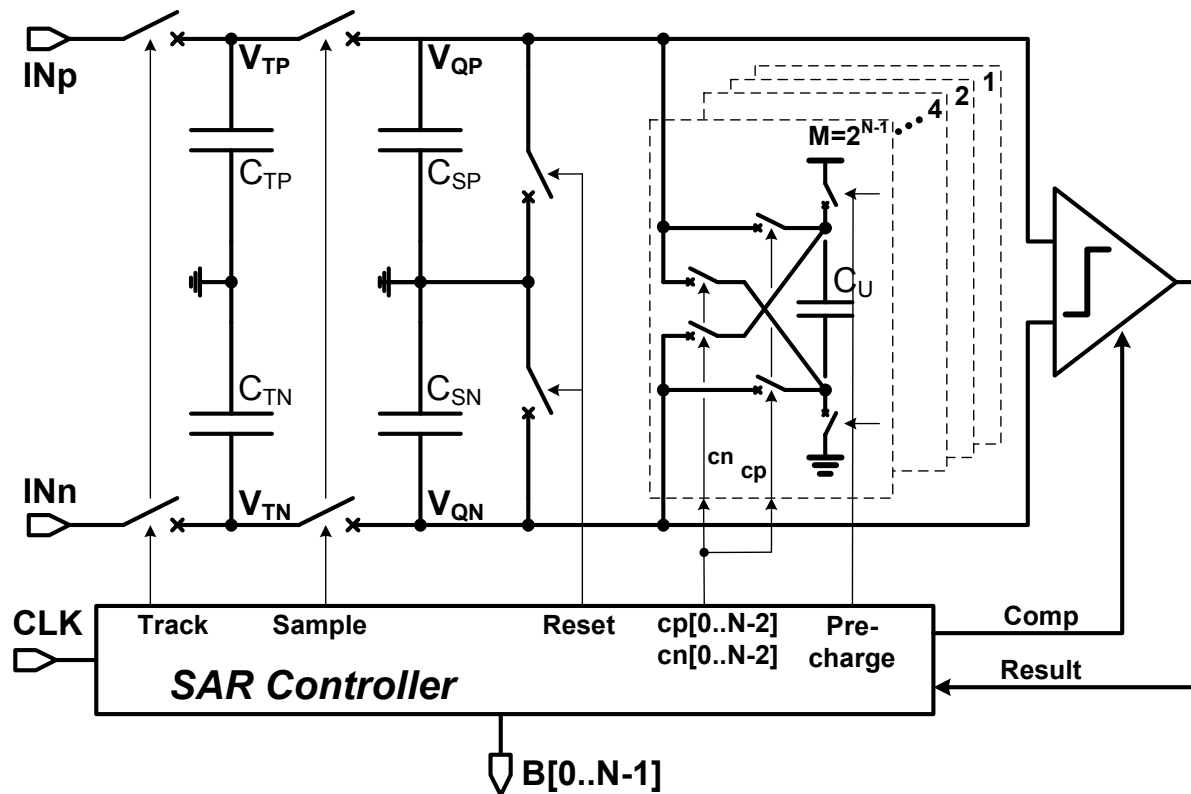 INp
V_TP
V_QP
C_TP
C_SP
M=2^{N-1}
4
2
1
C_U
C_TN
C_SN
cn
cp
INn
V_TN
V_QN
CLK
Track
Sample
Reset
cp[0..N-2]
cn[0..N-2]
Pre-
charge
Comp
Result
SAR Controller
B[0..N-1]